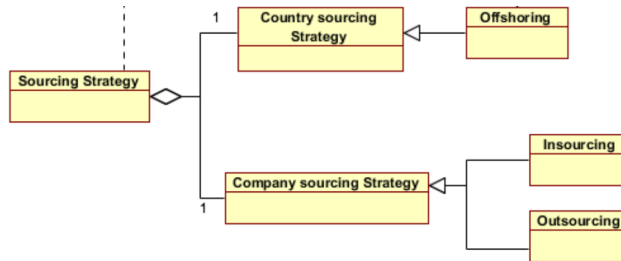 1
Country sourcing
Strategy
Offshoring
Sourcing Strategy
Insourcing
Company sourcing Strategy
1
Outsourcing